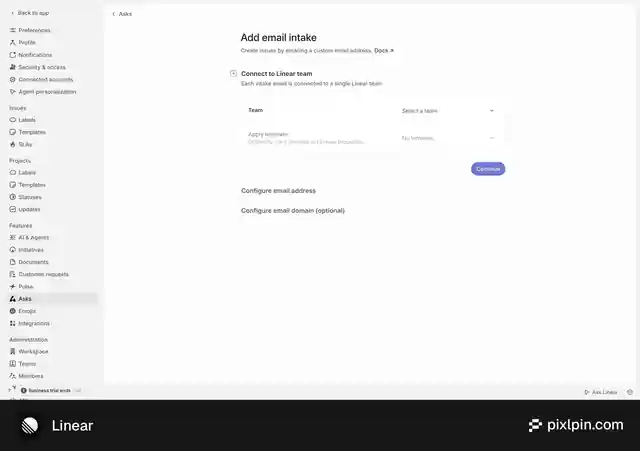 Back to app
Preferences
Profile
Notifications
Security & access
Connected accounts
Agent personalization
Issues
Labels
Templates
SLAs
Projects
Labels
Templates
Statuses
Updates
Features
AI & Agents
Initiatives
Documents
Customer requests
Pulse
Asks
Emojis
Integrations
Administration
Workspace
Teams
Members
Business trial ends
Asks
Add email intake
Create issues by emailing a custom email address. Docs
Connect to Linear team
Each intake email is connected to a single Linear team
Team
Select a team
Apply template
No template
Continue
Configure email address
Configure email domain (optional)
Ask Linear
Linear
pixlpin.com